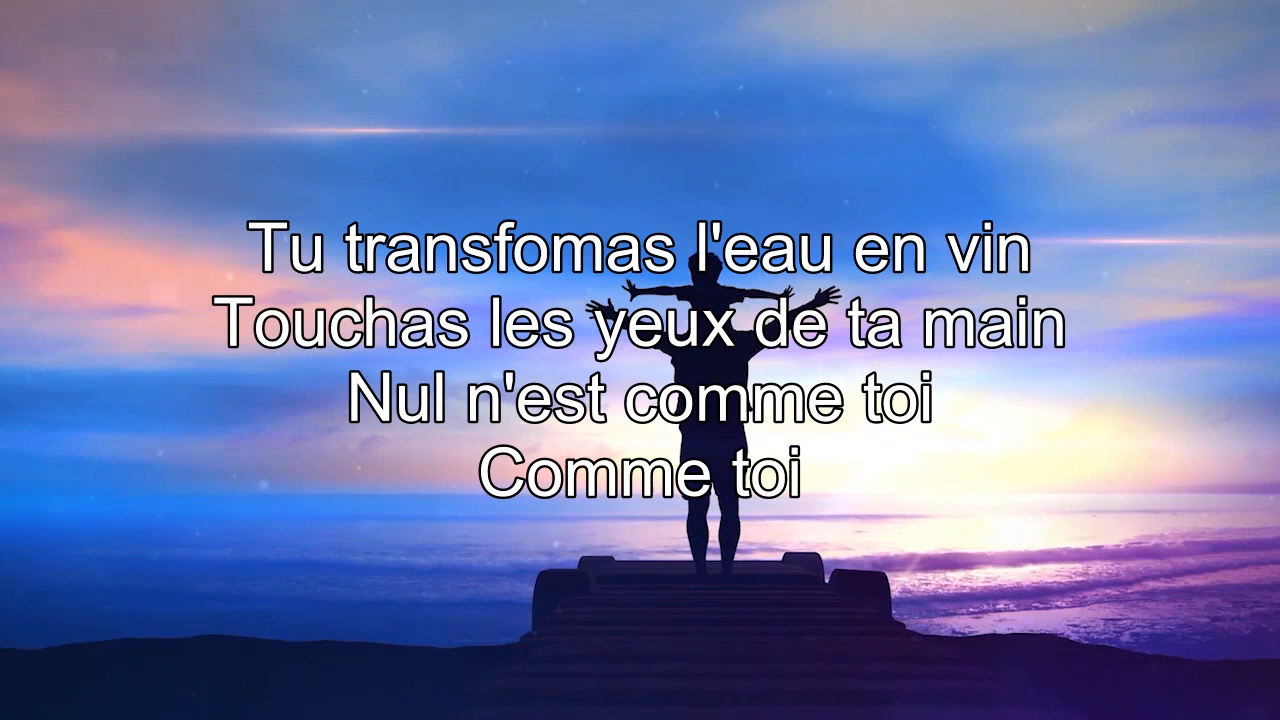 Tu transfomas l'eau en vin
Touchas les yeux de ta main
Nul n'est comme toi
Comme toi